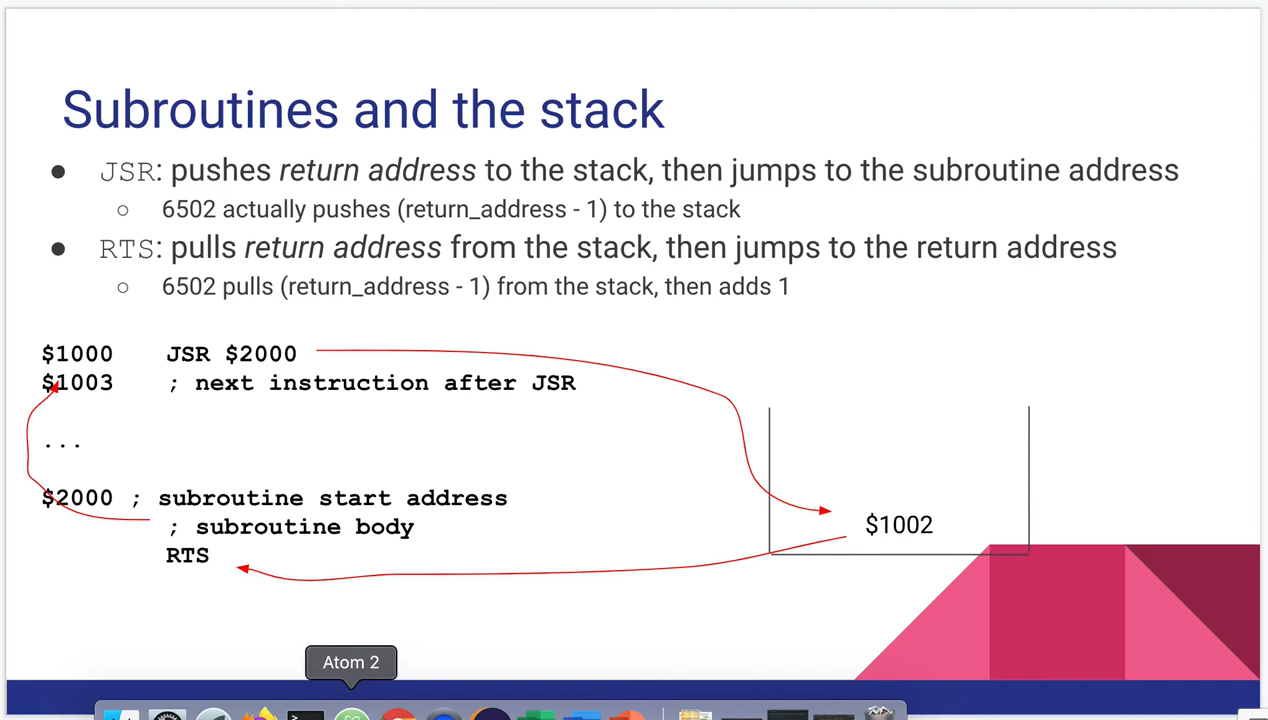 Subroutines and the stack
● JSR: pushes return address to the stack, then jumps to the subroutine address
○ 6502 actually pushes (return_address - 1) to the stack
● RTS: pulls return address from the stack, then jumps to the return address
○ 6502 pulls (return_address - 1) from the stack, then adds 1
$1000 JSR $2000
$1003 ; next instruction after JSR
...
$2000 ; subroutine start address
; subroutine body
RTS
$1002
Atom 2